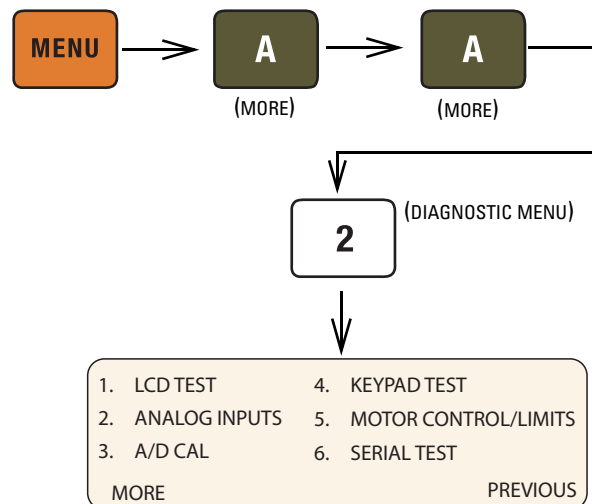 MENU A A
(MORE) (MORE)
2 (DIAGNOSTIC MENU)
1. LCD TEST 4. KEYPAD TEST
2. ANALOG INPUTS 5. MOTOR CONTROL/LIMITS
3. A/D CAL 6. SERIAL TEST
MORE PREVIOUS